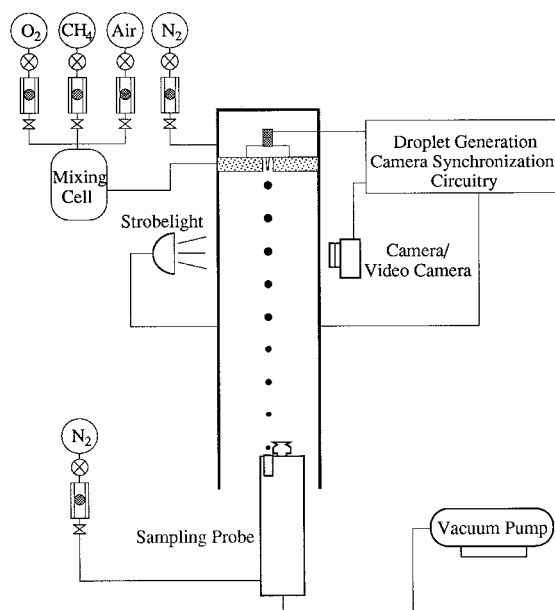 O2 CH4 Air N2
Mixing
Cell
Droplet Generation
Camera Synchronization
Circuitry
Strobelight
Camera/
Video Camera
N2
Sampling Probe
Vacuum Pump